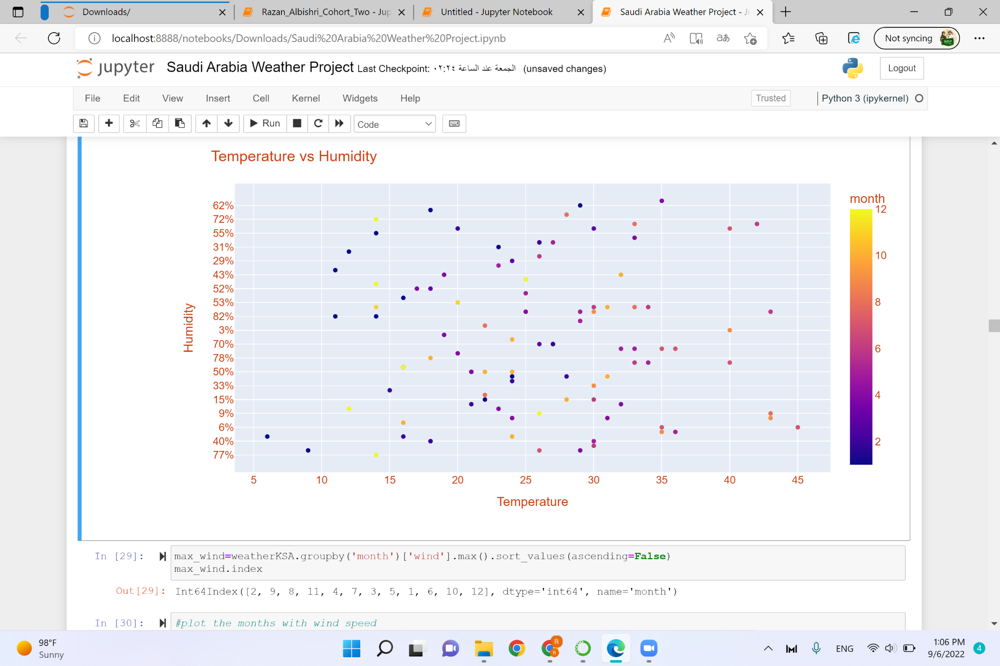 Downloads/
Razan_Albishri_Cohort_Two - Jup
Untitled - Jupyter Notebook
Saudi Arabia Weather Project - Ju
localhost:8888/notebooks/Downloads/Saudi%20Arabia%20Weather%20Project.ipynb
Not syncing
jupyter Saudi Arabia Weather Project Last Checkpoint: الجمعة عند الساعة ٠٢:٢٤ (unsaved changes)
Logout
File Edit View Insert Cell Kernel Widgets Help
Trusted
Python 3 (ipykernel)
Run
Code
Temperature vs Humidity
62%
72%
55%
31%
29%
43%
52%
53%
82%
3%
70%
78%
50%
33%
15%
9%
6%
40%
77%
Humidity
5 10 15 20 25 30 35 40 45
Temperature
month
12
10
8
6
4
2
In [29]: max_wind=weatherKSA.groupby('month')['wind'].max().sort_values(ascending=False)
max_wind.index
Out[29]: Int64Index([2, 9, 8, 11, 4, 7, 3, 5, 1, 6, 10, 12], dtype='int64', name='month')
In [30]: #plot the months with wind speed
98°F
Sunny
R
R
ENG
1:06 PM
9/6/2022
4